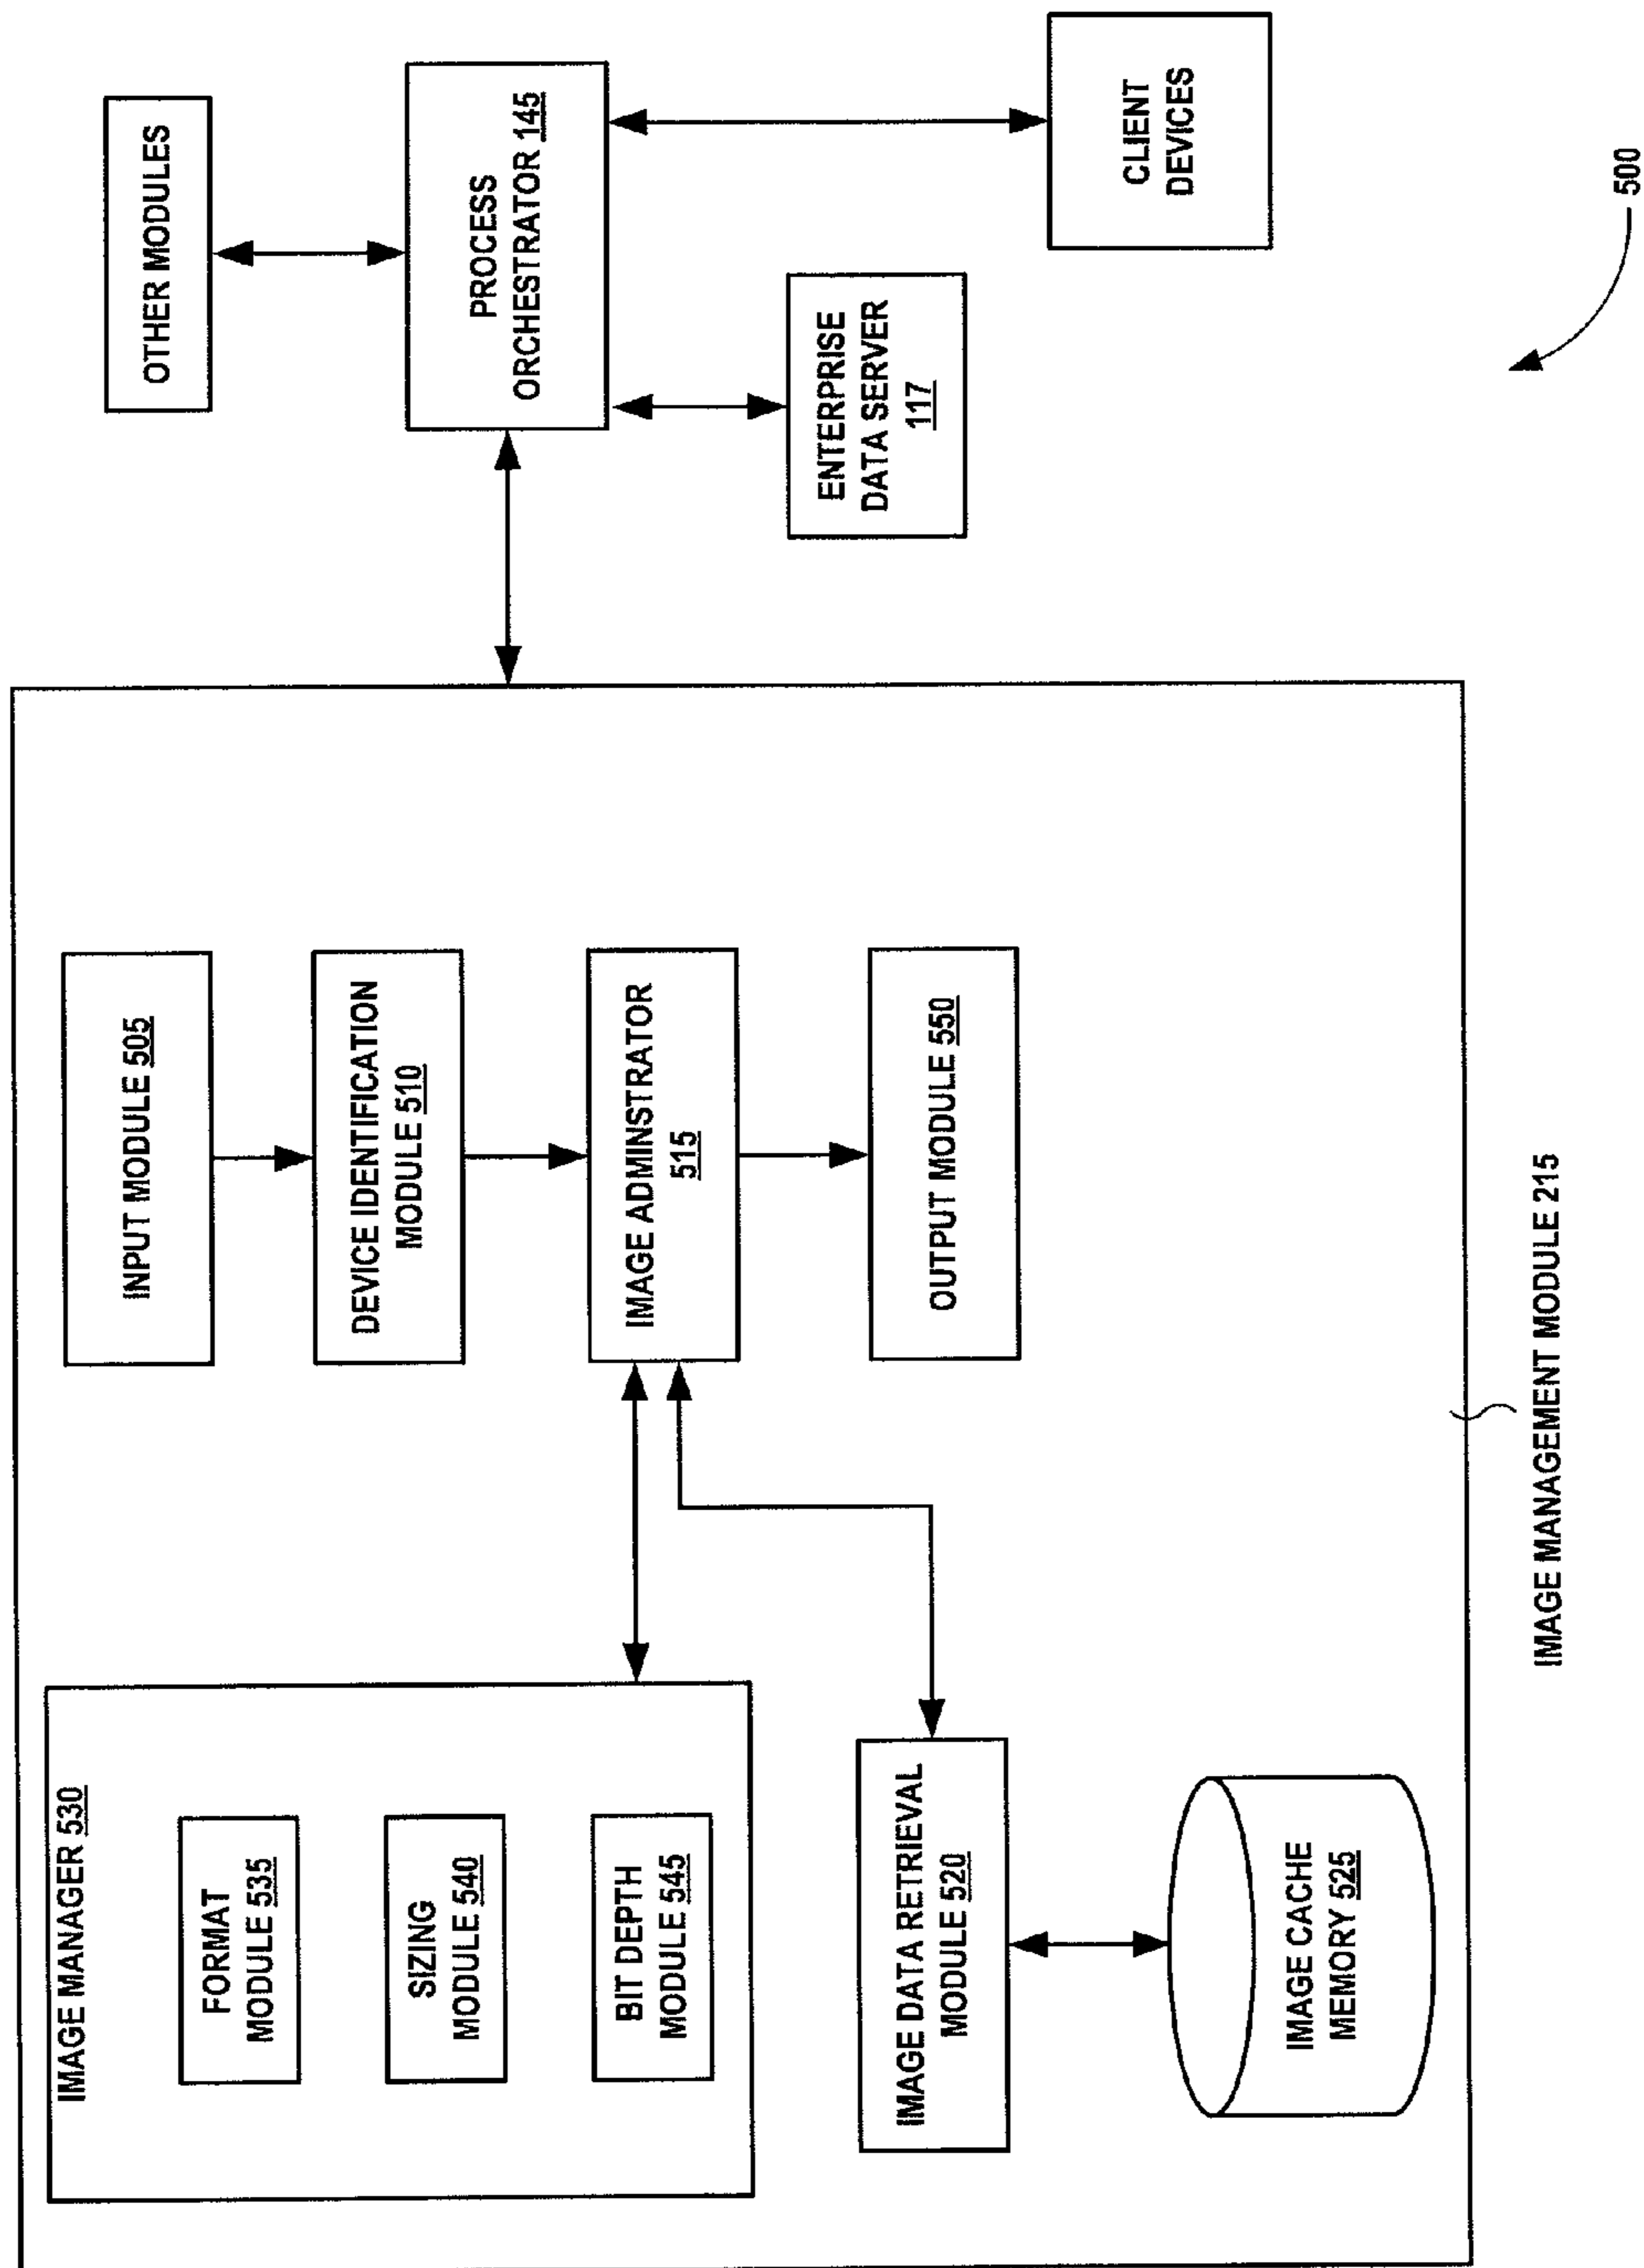 IMAGE MANAGER 530
FORMAT
MODULE 535
SIZING
MODULE 540
BIT DEPTH
MODULE 545
IMAGE DATA RETRIEVAL
MODULE 520
IMAGE CACHE
MEMORY 525
INPUT MODULE 505
DEVICE IDENTIFICATION
MODULE 510
IMAGE ADMINSTRATOR
515
OUTPUT MODULE 550
IMAGE MANAGEMENT MODULE 215
OTHER MODULES
PROCESS
ORCHESTRATOR 145
ENTERPRISE
DATA SERVER
117
CLIENT
DEVICES
500